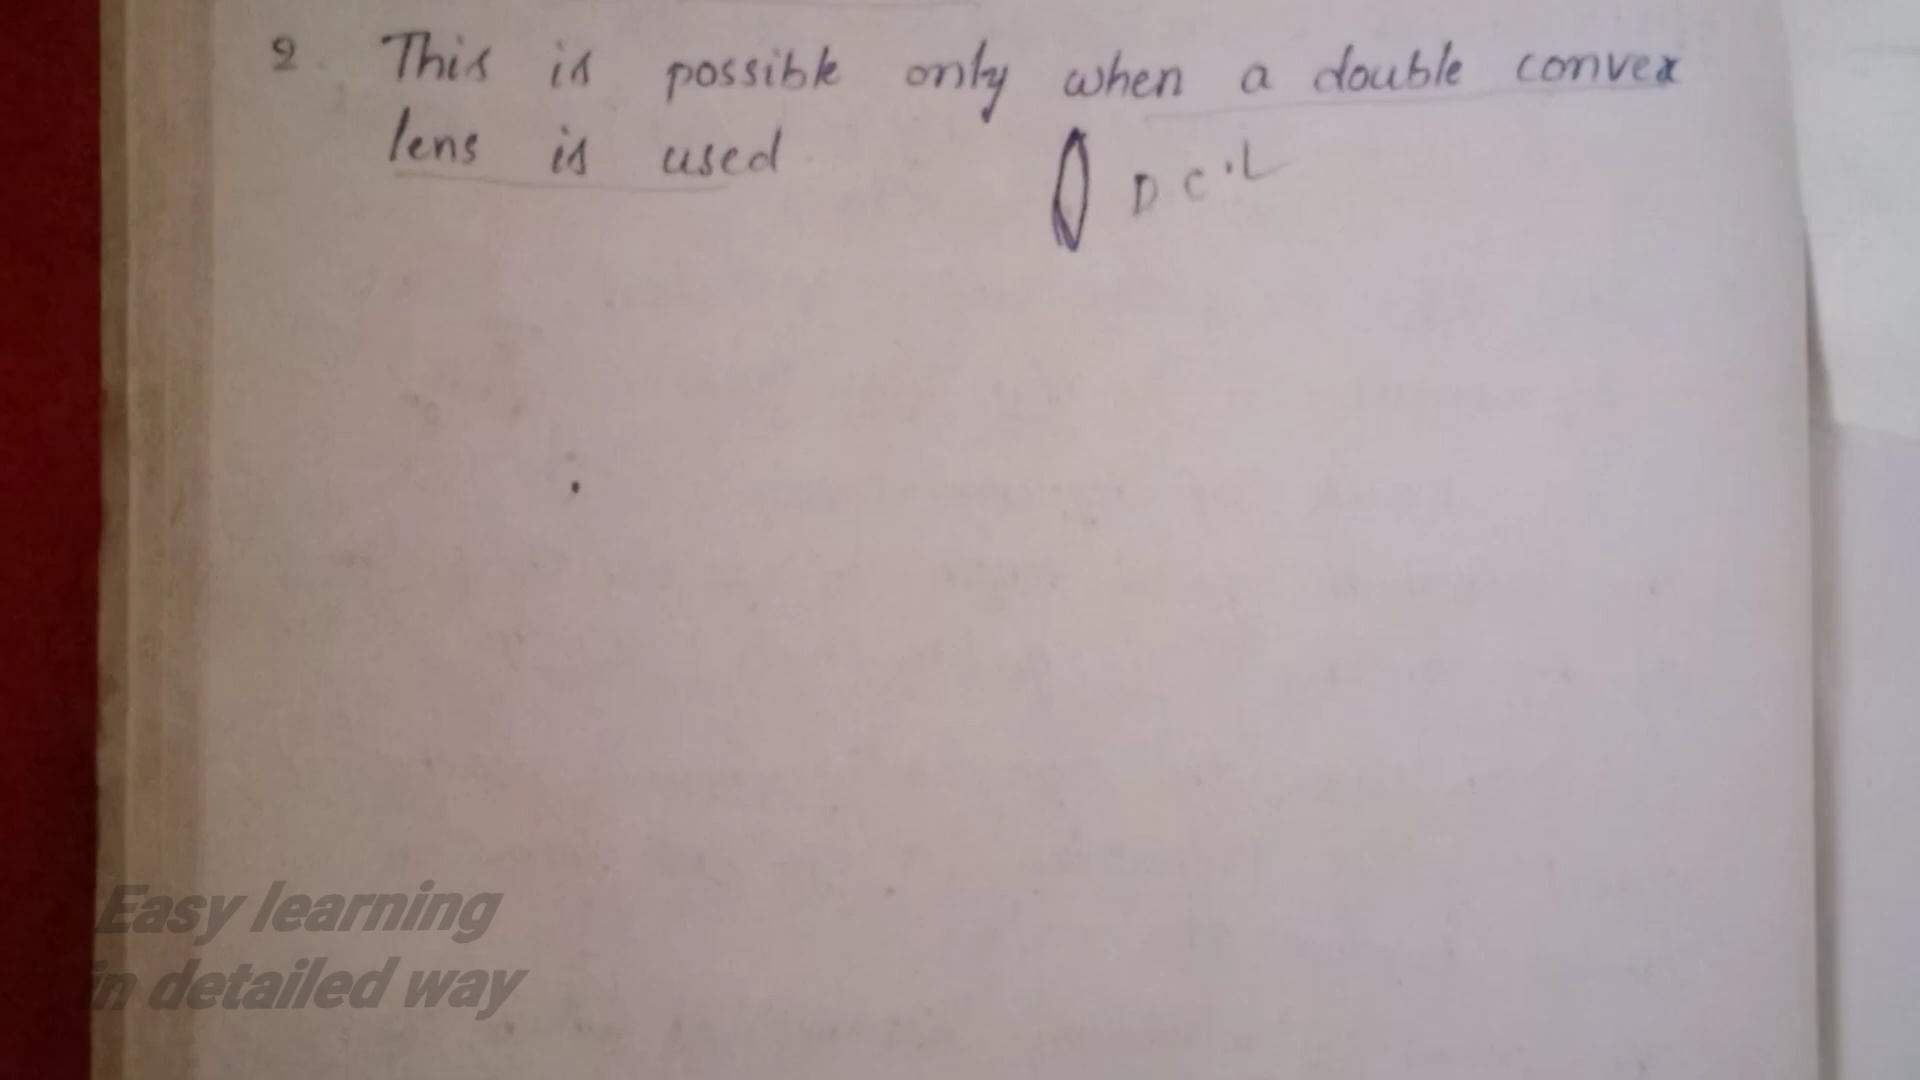 2. This is possible only when a double convex
lens is used
D C.L
Easy learning
in detailed way